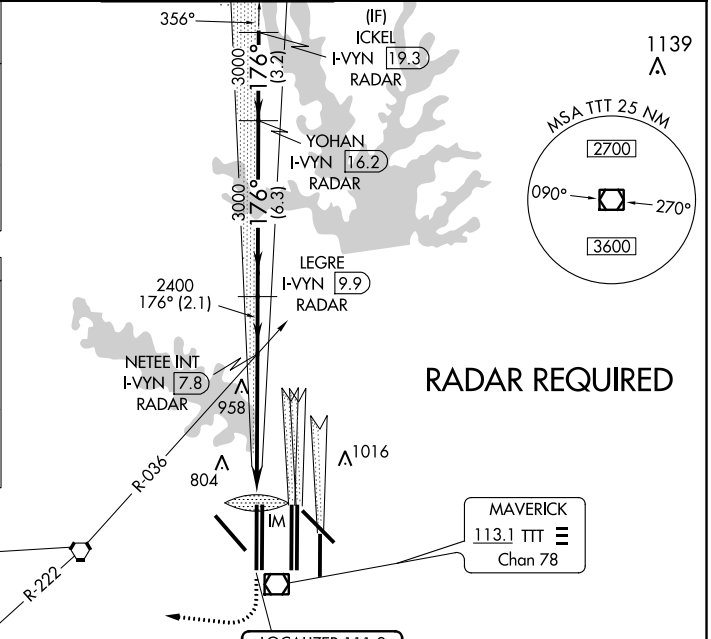 356°
(IF)
ICKEL
I-VYN 19.3
RADAR
1139
3000
176°
(3.2)
MSA TTT 25 NM
2700
090°
270°
3600
YOHAN
I-VYN 16.2
RADAR
3000
176°
(6.3)
LEGRE
I-VYN 9.9
RADAR
2400
176° (2.1)
NETEE INT
I-VYN 7.8
RADAR
958
RADAR REQUIRED
1016
804
R-036
IM
MAVERICK
113.1 TTT
Chan 78
R-222